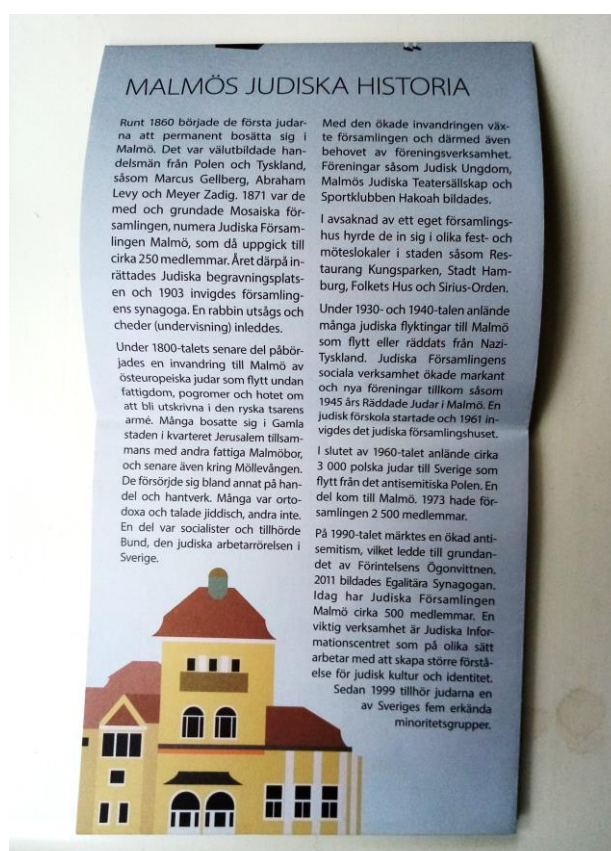 MALMÖS JUDISKA HISTORIA
Runt 1860 började de första judar-
na att permanent bosätta sig i
Malmö. Det var välutbildade han-
delsmän från Polen och Tyskland,
såsom Marcus Gellberg, Abraham
Levy och Meyer Zadig. 1871 var de
med och grundade Mosaiska för-
samlingen, numera Judiska Försam-
lingen Malmö, som då uppgick till
cirka 250 medlemmar. Året därpå in-
rättades Judiska begravningsplats-
en och 1903 invigdes församling-
ens synagoga. En rabbin utsågs och
cheder (undervisning) inleddes.
Under 1800-talets senare del påbör-
jades en invandring till Malmö av
östeuropeiska judar som flytt undan
fattigdom, pogromer och hotet om
att bli utskrivna i den ryska tsarens
armé. Många bosatte sig i Gamla
staden i kvarteret Jerusalem tillsam-
mans med andra fattiga Malmöbor,
och senare även kring Möllevången.
De försörjde sig bland annat på han-
del och hantverk. Många var orto-
doxa och talade jiddisch, andra inte.
En del var socialister och tillhörde
Bund, den judiska arbetarrörelsen i
Sverige.
Med den ökade invandringen väx-
te församlingen och därmed även
behovet av föreningsverksamhet.
Föreningar såsom Judisk Ungdom,
Malmös Judiska Teatersällskap och
Sportklubben Hakoah bildades.
I avsaknad av ett eget församlings-
hus hyrde de in sig i olika fest- och
möteslokaler i staden såsom Res-
taurang Kungsparken, Stadt Ham-
burg, Folkets Hus och Sirius-Orden.
Under 1930- och 1940-talen anlände
många judiska flyktingar till Malmö
som flytt eller räddats från Nazi-
Tyskland. Judiska Församlingens
sociala verksamhet ökade markant
och nya föreningar tillkom såsom
1945 års Räddade Judar i Malmö. En
judisk förskola startade och 1961 in-
vigdes det judiska församlingshuset.
I slutet av 1960-talet anlände cirka
3 000 polska judar till Sverige som
flytt från det antisemitiska Polen. En
del kom till Malmö. 1973 hade för-
samlingen 2 500 medlemmar.
På 1990-talet märktes en ökad anti-
semitism, vilket ledde till grundan-
det av Förintelsens Ögonvittnen.
2011 bildades Egalitära Synagogan.
Idag har Judiska Församlingen
Malmö cirka 500 medlemmar. En
viktig verksamhet är Judiska Infor-
mationscentret som på olika sätt
arbetar med att skapa större förstå-
else för judisk kultur och identitet.
Sedan 1999 tillhör judarna en
av Sveriges fem erkända
minoritetsgrupper.